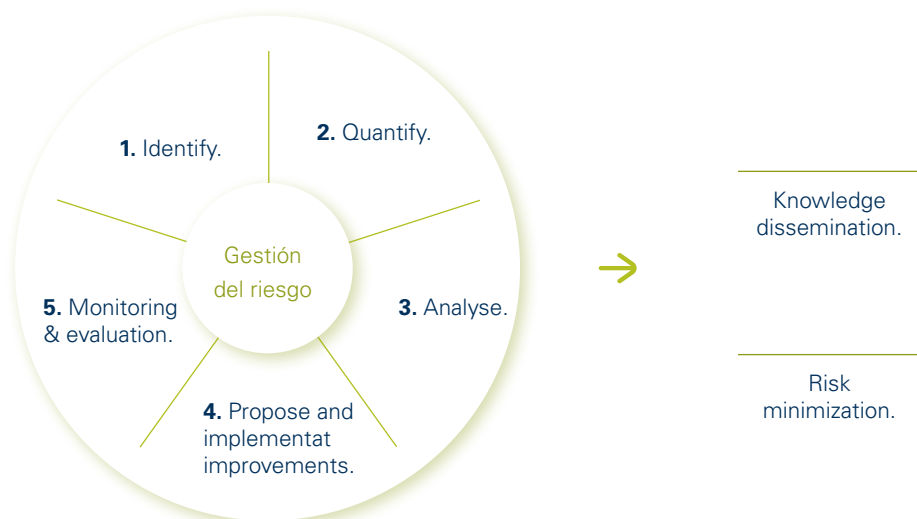 1. Identify.
2. Quantify.
3. Analyse.
4. Propose and
implementat
improvements.
5. Monitoring
& evaluation.
Gestión
del riesgo
Knowledge
dissemination.
Risk
minimization.